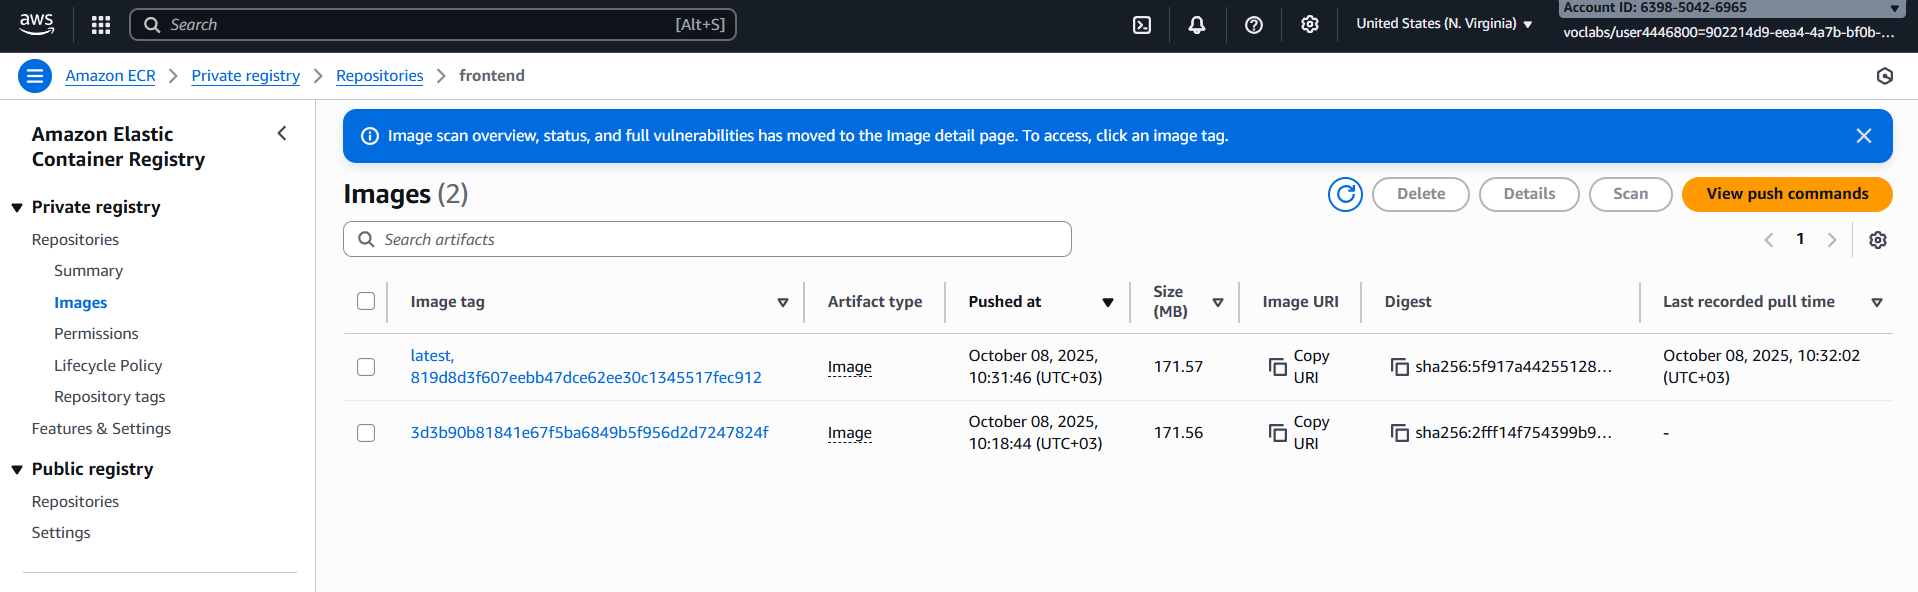 aws
Search
[Alt+S]
United States (N. Virginia)
Account ID: 6398-5042-6965
voclabs/user4446800=902214d9-eea4-4a7b-bf0b-...
Amazon ECR
Private registry
Repositories
frontend
Amazon Elastic
Container Registry
Private registry
Repositories
Summary
Images
Permissions
Lifecycle Policy
Repository tags
Features & Settings
Public registry
Repositories
Settings
Image scan overview, status, and full vulnerabilities has moved to the Image detail page. To access, click an image tag.
Images (2)
Delete
Details
Scan
View push commands
Search artifacts
1
Image tag
Artifact type
Pushed at
Size
(MB)
Image URI
Digest
Last recorded pull time
latest,
819d8d3f607eebb47dce62ee30c1345517fec912
Image
October 08, 2025,
10:31:46 (UTC+03)
171.57
Copy
URI
sha256:5f917a44255128...
October 08, 2025, 10:32:02
(UTC+03)
3d3b90b81841e67f5ba6849b5f956d2d7247824f
Image
October 08, 2025,
10:18:44 (UTC+03)
171.56
Copy
URI
sha256:2fff14f754399b9...
-